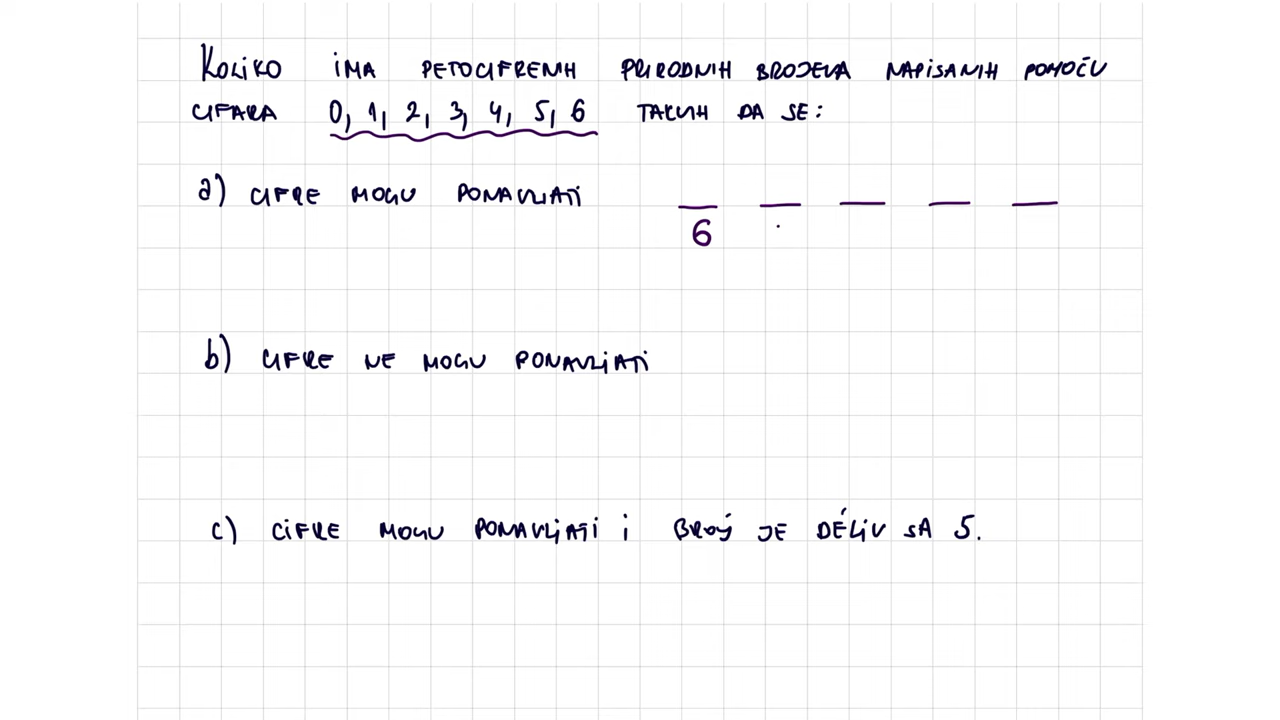 KOLIKO IMA PETOCIFRENIH PRIRODNIH BROJEVA NAPISANIH POMOĆU
CIFARA 0, 1, 2, 3, 4, 5, 6 TAKVIH DA SE:
a) CIFRE MOGU PONAVLJATI
6
b) CIFRE NE MOGU PONAVLJATI
c) CIFRE MOGU PONAVLJATI i BROJ JE DELJIV SA 5.